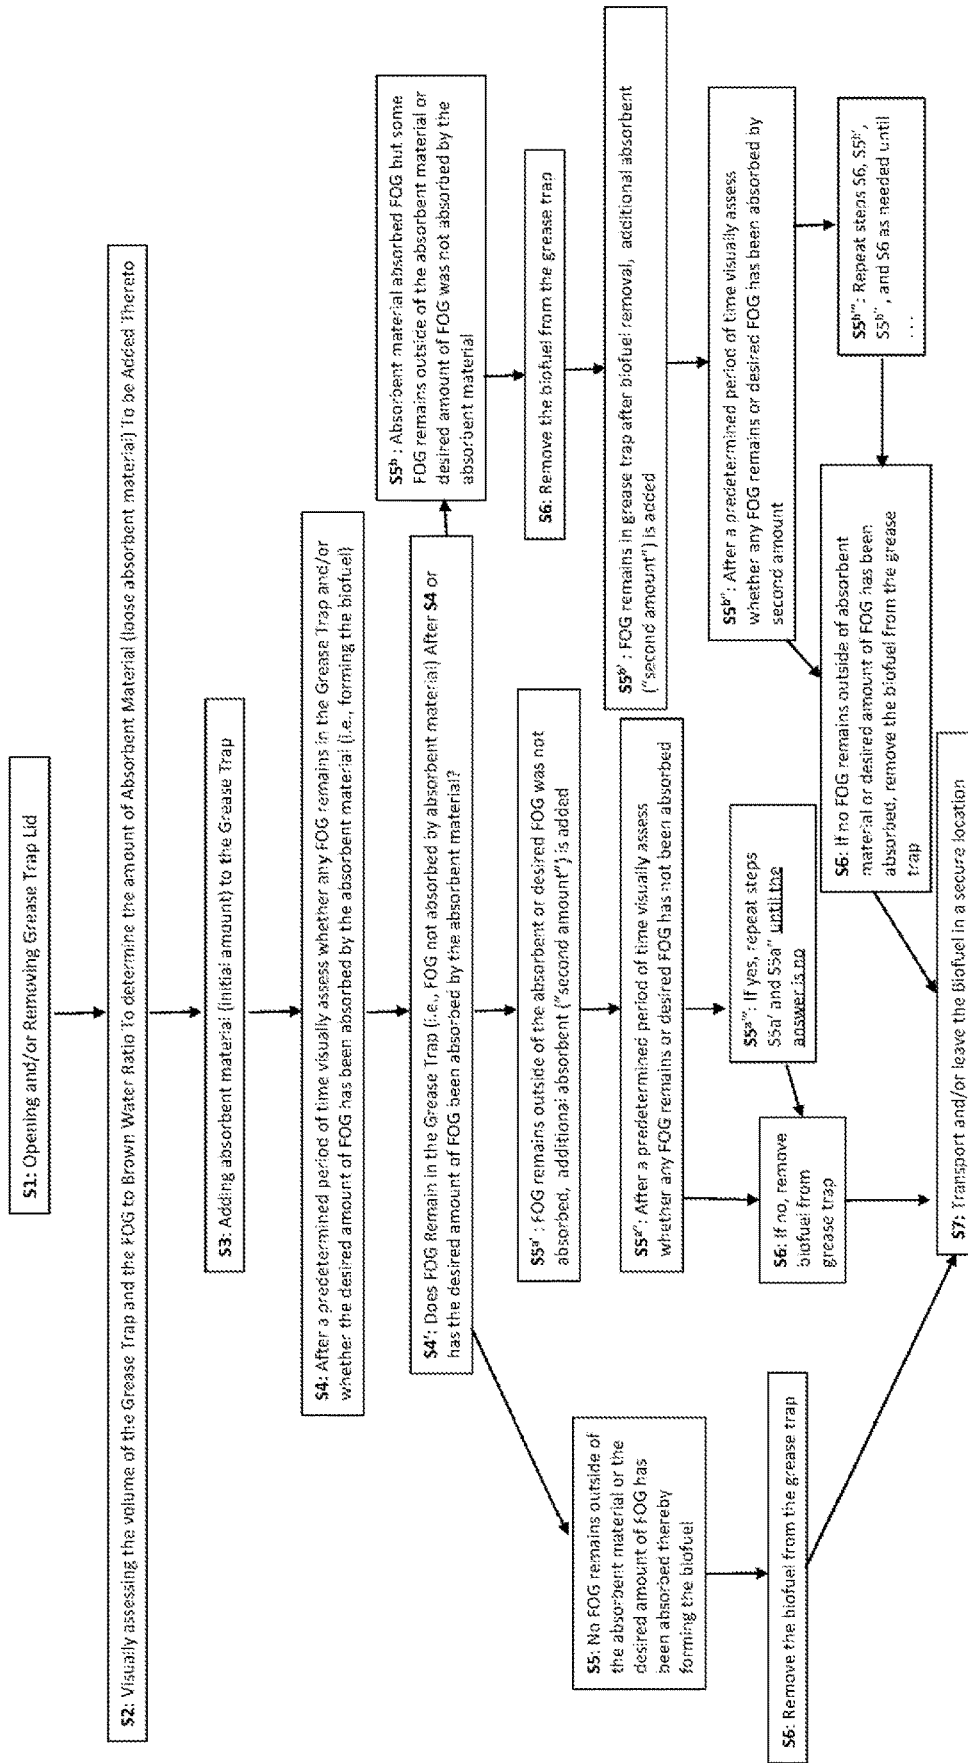 S1: Opening and/or Removing Grease Trap Lid
S2: Visually assessing the volume of the Grease Trap and the FOG to Brown Water Ratio To determine the amount of Absorbent Material (loose absorbent material) To be Added Thereto
S3: Adding absorbent material (initial amount) to the Grease Trap
S4: After a predetermined period of time visually assess whether any FOG remains in the Grease Trap and/or
whether the desired amount of FOG has been absorbed by the absorbent material (i.e., forming the biofuel)
S4': Does FOG Remain in the Grease Trap (i.e., FOG not absorbed by absorbent material) After S4 or
has the desired amount of FOG been absorbed by the absorbent material?
S5: No FOG remains outside of
the absorbent material or the
desired amount of FOG has
been absorbed thereby
forming the biofuel
S6: Remove the biofuel from the grease trap
S5a': FOG remains outside of the absorbent or desired FOG was not
absorbed, additional absorbent ("second amount") is added
S5a'': After a predetermined period of time visually assess
whether any FOG remains or desired FOG has not been absorbed
S5a''': If yes, repeat steps
S5a' and S5a'' until the
answer is no
S6: If no, remove
biofuel from
grease trap
S5b: Absorbent material absorbed FOG but some
FOG remains outside of the absorbent material or
desired amount of FOG was not absorbed by the
absorbent material
S6: Remove the biofuel from the grease trap
S5b': FOG remains in grease trap after biofuel removal, additional absorbent
("second amount") is added
S5b'': After a predetermined period of time visually assess
whether any FOG remains or desired FOG has been absorbed by
second amount
S5b''': Repeat steps S6, S5b',
S5b'', and S6 as needed until
...
S6: If no FOG remains outside of absorbent
material or desired amount of FOG has been
absorbed, remove the biofuel from the grease
trap
S7: Transport and/or leave the Biofuel in a secure location